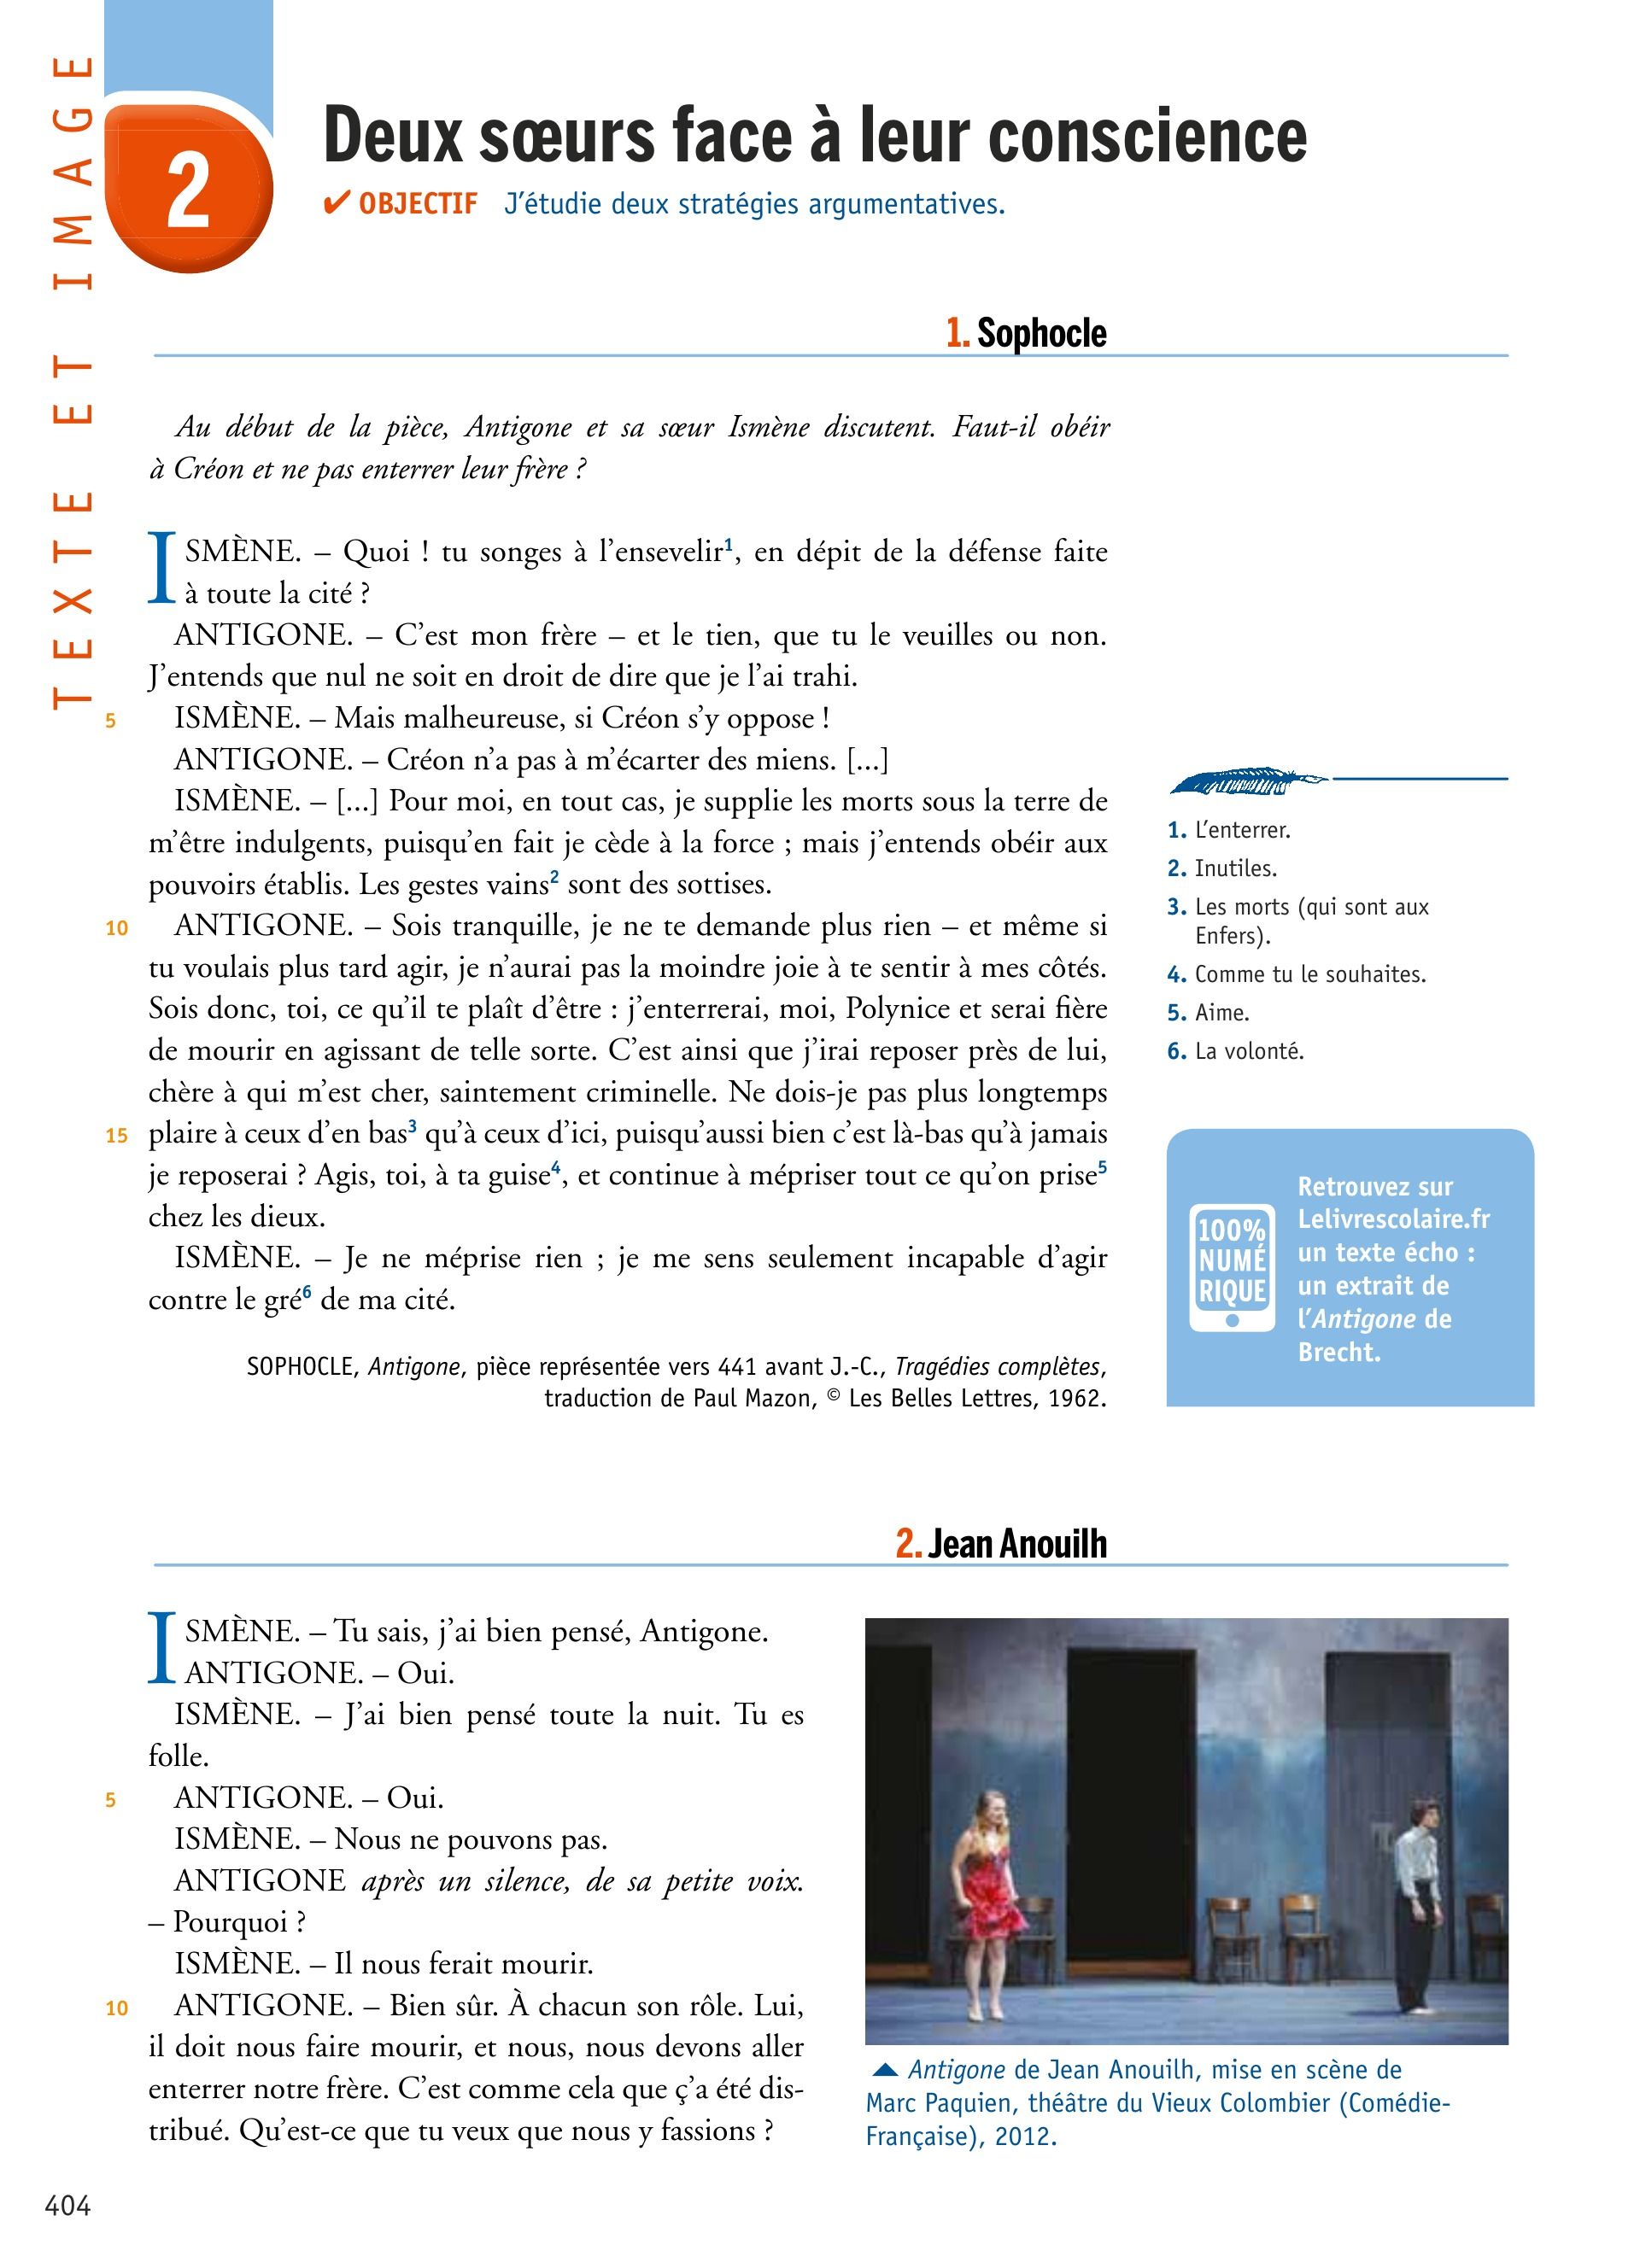 TEXTE ET IMAGE
2
Deux sœurs face à leur conscience
✔ OBJECTIF J’étudie deux stratégies argumentatives.
1. Sophocle
Au début de la pièce, Antigone et sa sœur Ismène discutent. Faut-il obéir
à Créon et ne pas enterrer leur frère ?
ISMÈNE. – Quoi ! tu songes à l’ensevelir1, en dépit de la défense faite
à toute la cité ?
ANTIGONE. – C’est mon frère – et le tien, que tu le veuilles ou non.
J’entends que nul ne soit en droit de dire que je l’ai trahi.
5 ISMÈNE. – Mais malheureuse, si Créon s’y oppose !
ANTIGONE. – Créon n’a pas à m’écarter des miens. [...]
ISMÈNE. – [...] Pour moi, en tout cas, je supplie les morts sous la terre de
m’être indulgents, puisqu’en fait je cède à la force ; mais j’entends obéir aux
pouvoirs établis. Les gestes vains2 sont des sottises.
10 ANTIGONE. – Sois tranquille, je ne te demande plus rien – et même si
tu voulais plus tard agir, je n’aurai pas la moindre joie à te sentir à mes côtés.
Sois donc, toi, ce qu’il te plaît d’être : j’enterrerai, moi, Polynice et serai fière
de mourir en agissant de telle sorte. C’est ainsi que j’irai reposer près de lui,
chère à qui m’est cher, saintement criminelle. Ne dois-je pas plus longtemps
15 plaire à ceux d’en bas3 qu’à ceux d’ici, puisqu’aussi bien c’est là-bas qu’à jamais
je reposerai ? Agis, toi, à ta guise4, et continue à mépriser tout ce qu’on prise5
chez les dieux.
ISMÈNE. – Je ne méprise rien ; je me sens seulement incapable d’agir
contre le gré6 de ma cité.
SOPHOCLE, Antigone, pièce représentée vers 441 avant J.-C., Tragédies complètes,
traduction de Paul Mazon, © Les Belles Lettres, 1962.
1. L’enterrer.
2. Inutiles.
3. Les morts (qui sont aux
Enfers).
4. Comme tu le souhaites.
5. Aime.
6. La volonté.
100%
NUMÉ
RIQUE
Retrouvez sur
Lelivrescolaire.fr
un texte écho :
un extrait de
l’Antigone de
Brecht.
2. Jean Anouilh
ISMÈNE. – Tu sais, j’ai bien pensé, Antigone.
ANTIGONE. – Oui.
ISMÈNE. – J’ai bien pensé toute la nuit. Tu es
folle.
5 ANTIGONE. – Oui.
ISMÈNE. – Nous ne pouvons pas.
ANTIGONE après un silence, de sa petite voix.
– Pourquoi ?
ISMÈNE. – Il nous ferait mourir.
10 ANTIGONE. – Bien sûr. À chacun son rôle. Lui,
il doit nous faire mourir, et nous, nous devons aller
enterrer notre frère. C’est comme cela que ç’a été dis-
tribué. Qu’est-ce que tu veux que nous y fassions ?
Antigone de Jean Anouilh, mise en scène de
Marc Paquien, théâtre du Vieux Colombier (Comédie-
Française), 2012.
404